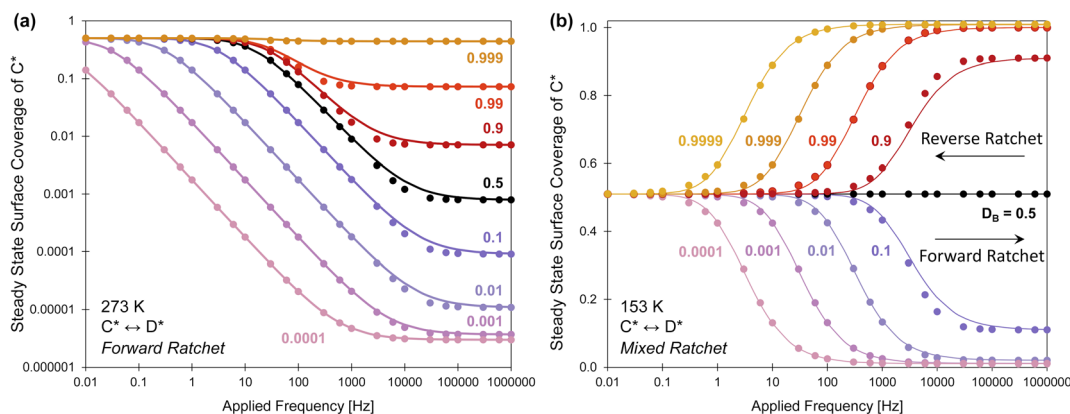 (a)
Steady State Surface Coverage of C*
1
0.1
0.01
0.001
0.0001
0.00001
0.000001
0.999
0.99
0.9
0.5
0.1
0.01
0.001
0.0001
273 K
C* ↔ D*
Forward Ratchet
0.01 0.1 1 10 100 1000 10000 100000 1000000
Applied Frequency [Hz]
(b)
Steady State Surface Coverage of C*
1.0
0.8
0.6
0.4
0.2
0.0
0.9999 0.999 0.99 0.9
Reverse Ratchet
D_B = 0.5
Forward Ratchet
0.0001 0.001 0.01 0.1
153 K
C* ↔ D*
Mixed Ratchet
0.01 0.1 1 10 100 1000 10000 100000 1000000
Applied Frequency [Hz]